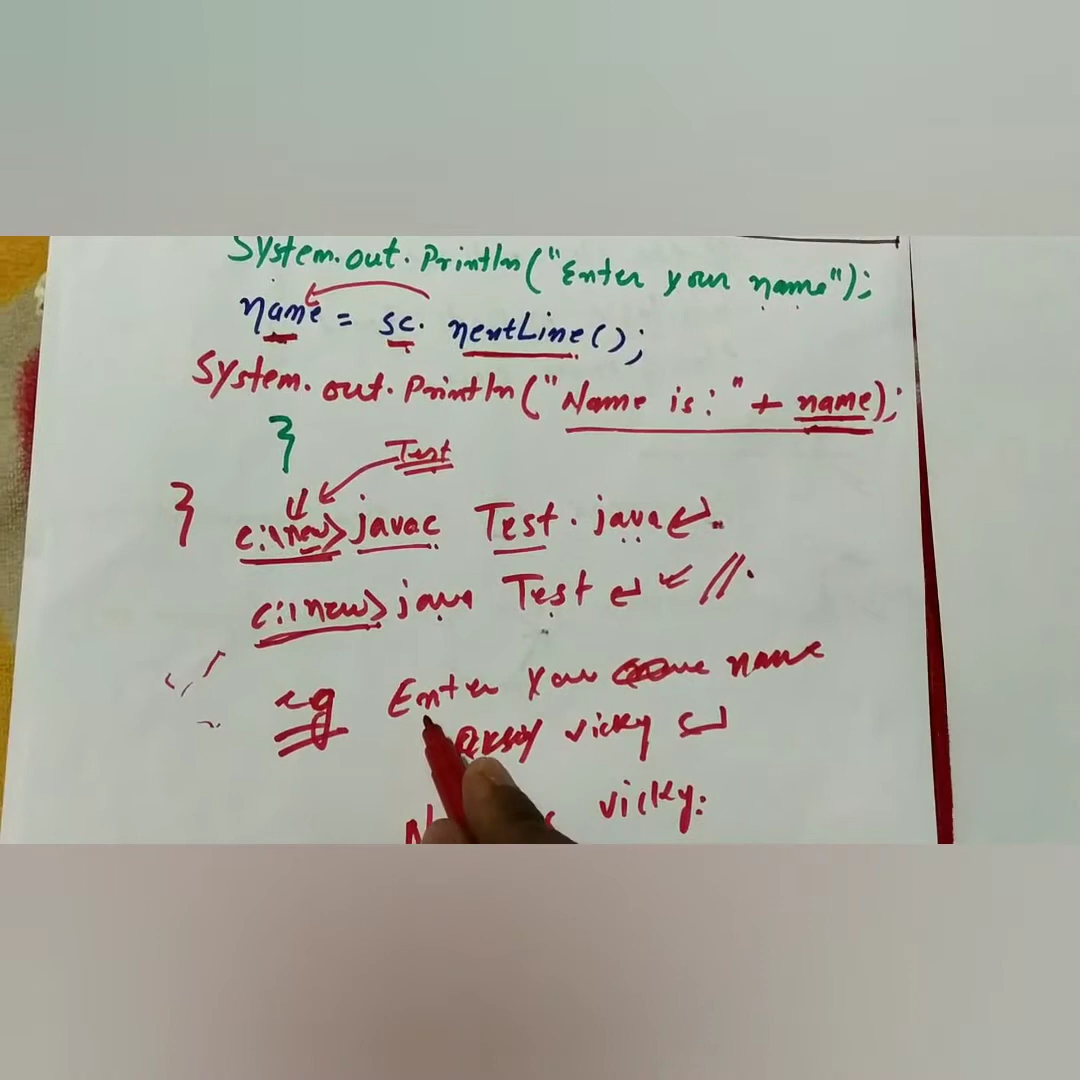 System.out.Println("Enter your name");
name = sc. nextLine();
System.out.Println("Name is:" + name);
}
Test
} c:\new>javac Test.java
c:\new>java Test
eg Enter your name
vicky
vicky.